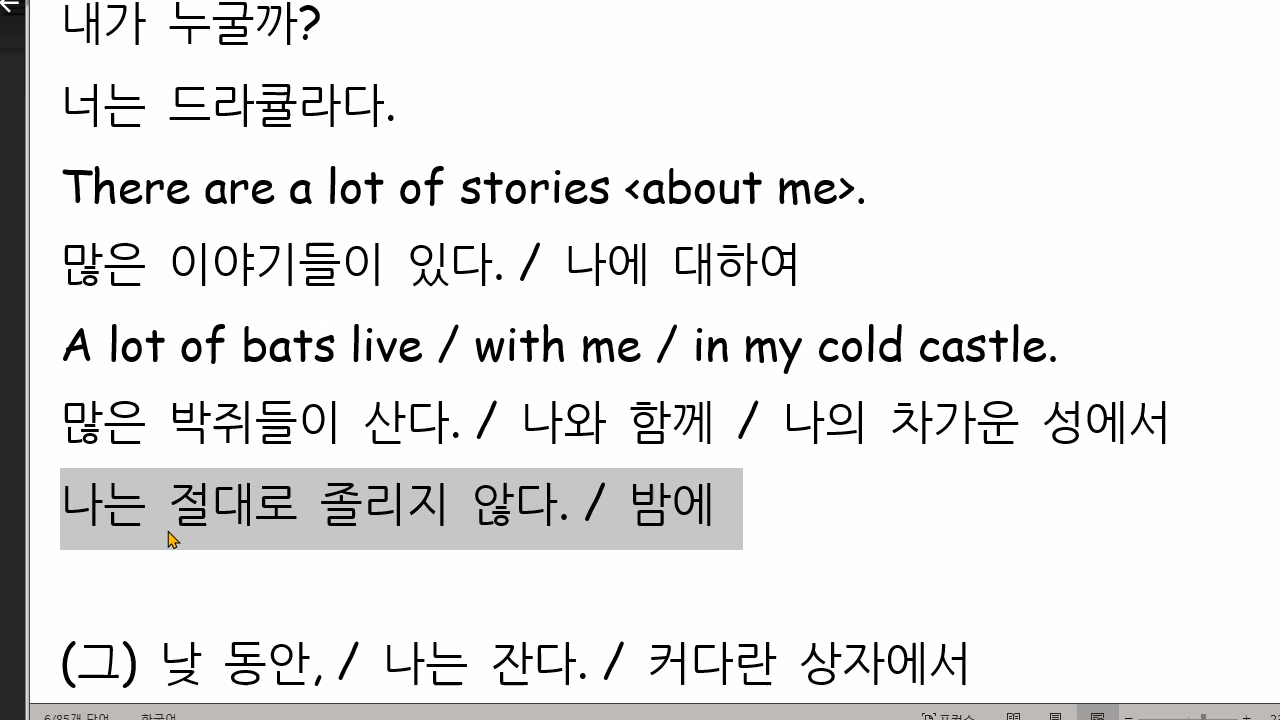 내가 누굴까?
너는 드라큘라다.
There are a lot of stories <about me>.
많은 이야기들이 있다. / 나에 대하여
A lot of bats live / with me / in my cold castle.
많은 박쥐들이 산다. / 나와 함께 / 나의 차가운 성에서
나는 절대로 졸리지 않다. / 밤에
(그) 낮 동안, / 나는 잔다. / 커다란 상자에서